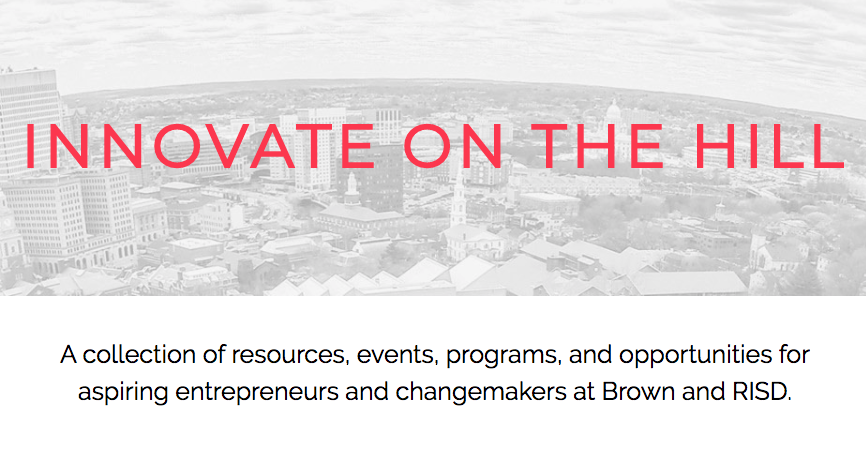 INNOVATE ON THE HILL
A collection of resources, events, programs, and opportunities for
aspiring entrepreneurs and changemakers at Brown and RISD.